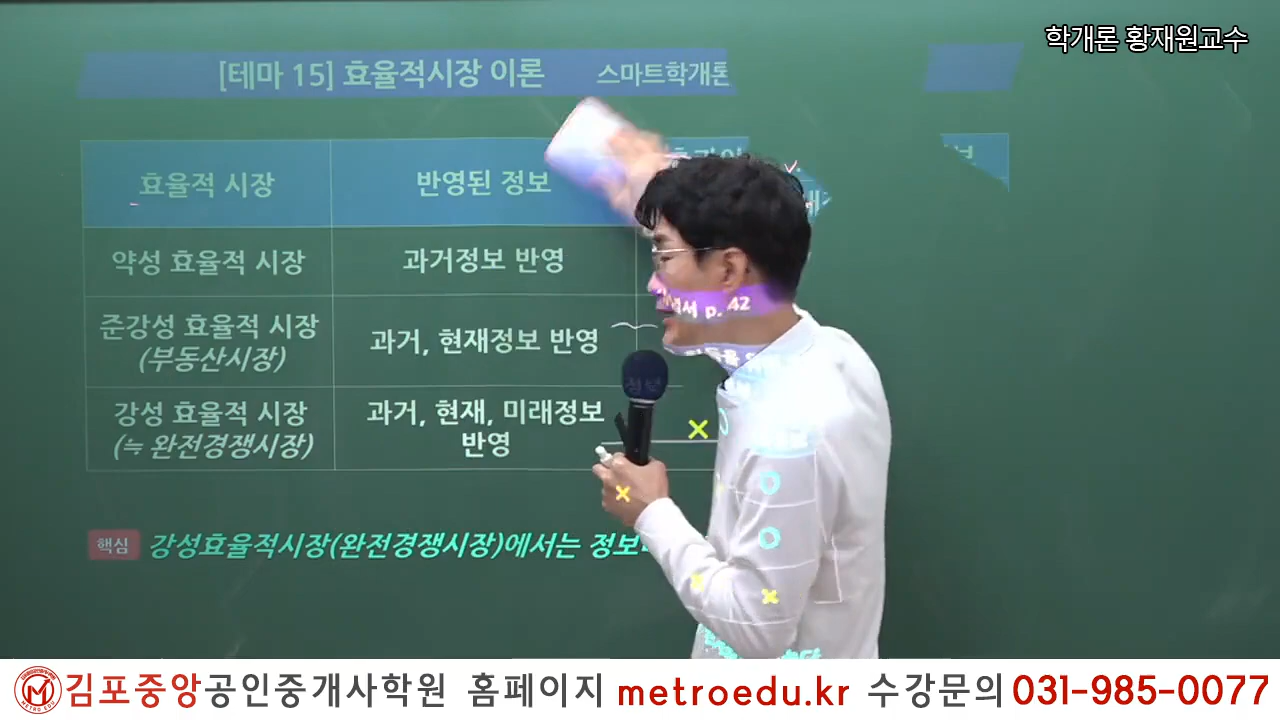 학개론 황재원교수
[테마 15] 효율적시장 이론 스마트학개론
효율적 시장 반영된 정보
약성 효율적 시장 과거정보 반영
준강성 효율적 시장
(부동산시장)
과거, 현재정보 반영
강성 효율적 시장
(≒ 완전경쟁시장)
과거, 현재, 미래정보
반영
p. 42
핵심 강성효율적시장(완전경쟁시장)에서는
METRO EDU
김포중앙공인중개사학원 홈페이지 metroedu.kr 수강문의 031-985-0077